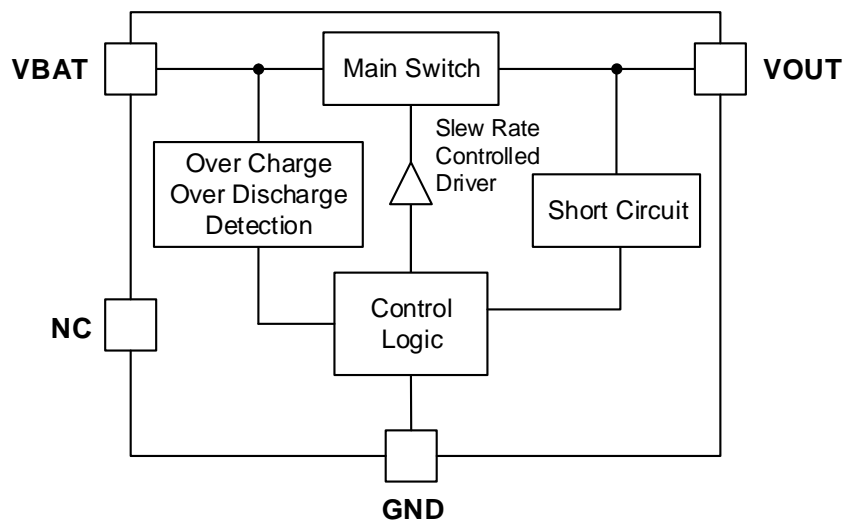 VBAT
Main Switch
VOUT
Slew Rate
Controlled
Driver
Over Charge
Over Discharge
Detection
Short Circuit
NC
Control
Logic
GND